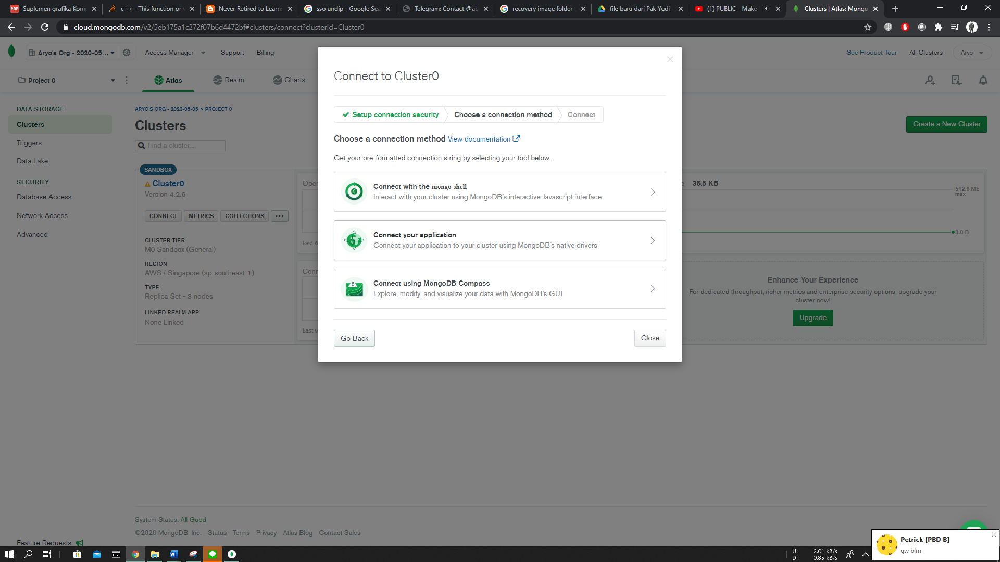 Suplemen grafika Komp
c++ - This function or v
Never Retired to Learn:
sso undip - Google Sea
Telegram: Contact @ab
recovery image folder -
file baru dari Pak Yudi -
(1) PUBLIC - Make
Clusters | Atlas: Mongo
cloud.mongodb.com/v2/5eb175a1c272f07b6d4472bf#clusters/connect?clusterId=Cluster0
Aryo's Org - 2020-05...
Access Manager
Support
Billing
See Product Tour
All Clusters
Aryo
Project 0
Atlas
Realm
Charts
DATA STORAGE
Clusters
Triggers
Data Lake
SECURITY
Database Access
Network Access
Advanced
ARYO'S ORG - 2020-05-05 > PROJECT 0
Clusters
Find a cluster...
Create a New Cluster
SANDBOX
Cluster0
Version 4.2.6
CONNECT
METRICS
COLLECTIONS
...
CLUSTER TIER
M0 Sandbox (General)
REGION
AWS / Singapore (ap-southeast-1)
TYPE
Replica Set - 3 nodes
LINKED REALM APP
None Linked
Oper
Last 6
Conn
Last 6
Connect to Cluster0
Setup connection security
Choose a connection method
Connect
Choose a connection method View documentation
Get your pre-formatted connection string by selecting your tool below.
Connect with the mongo shell
Interact with your cluster using MongoDB's interactive Javascript interface
Connect your application
Connect your application to your cluster using MongoDB's native drivers
Connect using MongoDB Compass
Explore, modify, and visualize your data with MongoDB's GUI
Go Back
Close
e 36.5 KB
512.0 MB
max
0.0 B
Enhance Your Experience
For dedicated throughput, richer metrics and enterprise security options, upgrade your
cluster now!
Upgrade
System Status: All Good
©2020 MongoDB, Inc. Status Terms Privacy Atlas Blog Contact Sales
Feature Requests
Petrick [PBD B]
gw blm
U: 2.01 kB/s
D: 0.85 kB/s